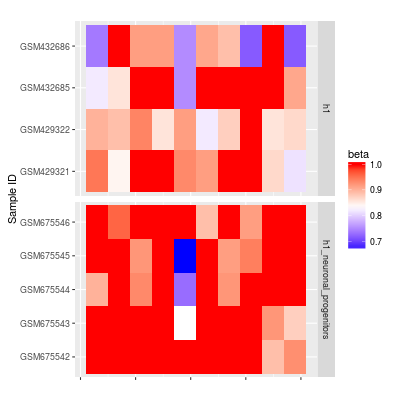 GSM432686
GSM432685
GSM429322
GSM429321
h1
GSM675546
GSM675545
GSM675544
GSM675543
GSM675542
h1_neuronal_progenitors
Sample ID
beta
1.0
0.9
0.8
0.7